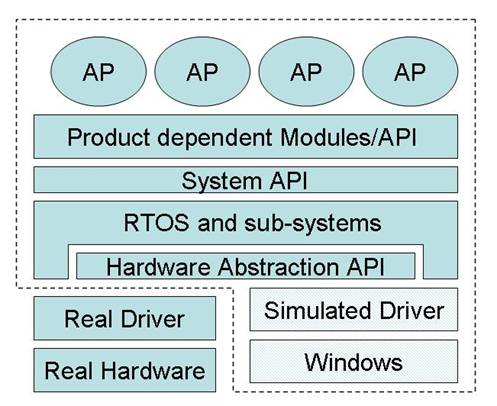 AP AP AP AP
Product dependent Modules/API
System API
RTOS and sub-systems
Hardware Abstraction API
Real Driver
Simulated Driver
Real Hardware
Windows